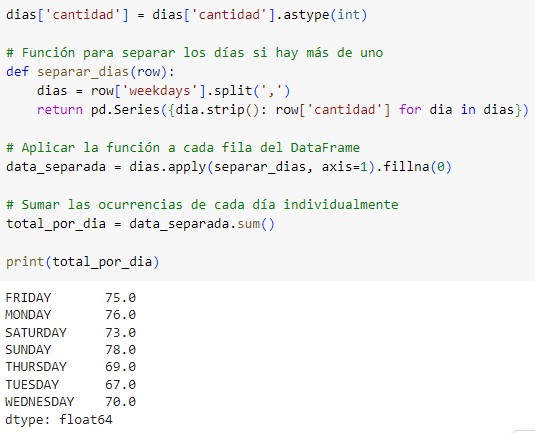 dias['cantidad'] = dias['cantidad'].astype(int)
# Función para separar los días si hay más de uno
def separar_dias(row):
    dias = row['weekdays'].split(',')
    return pd.Series({dia.strip(): row['cantidad'] for dia in dias})
# Aplicar la función a cada fila del DataFrame
data_separada = dias.apply(separar_dias, axis=1).fillna(0)
# Sumar las ocurrencias de cada día individualmente
total_por_dia = data_separada.sum()
print(total_por_dia)
FRIDAY       75.0
MONDAY       76.0
SATURDAY     73.0
SUNDAY       78.0
THURSDAY     69.0
TUESDAY      67.0
WEDNESDAY    70.0
dtype: float64